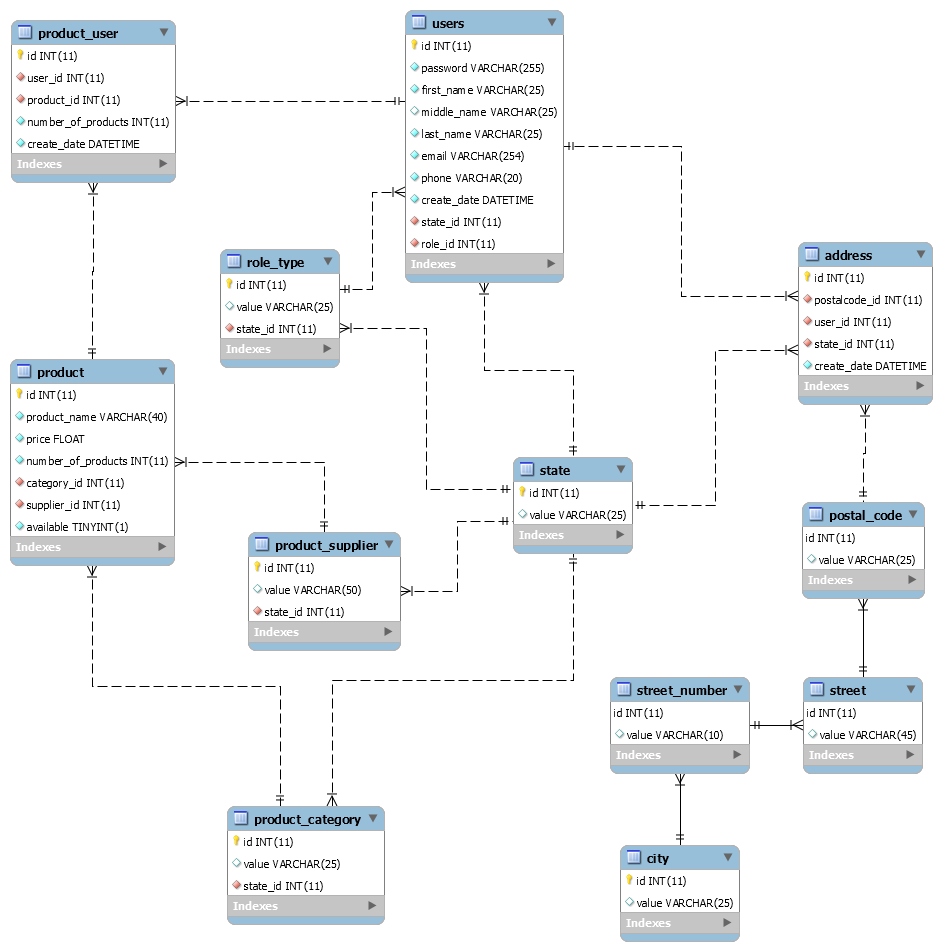 product_user
id INT(11)
user_id INT(11)
product_id INT(11)
number_of_products INT(11)
create_date DATETIME
Indexes
users
id INT(11)
password VARCHAR(255)
first_name VARCHAR(25)
middle_name VARCHAR(25)
last_name VARCHAR(25)
email VARCHAR(254)
phone VARCHAR(20)
create_date DATETIME
state_id INT(11)
role_id INT(11)
Indexes
role_type
id INT(11)
value VARCHAR(25)
state_id INT(11)
Indexes
address
id INT(11)
postalcode_id INT(11)
user_id INT(11)
state_id INT(11)
create_date DATETIME
Indexes
product
id INT(11)
product_name VARCHAR(40)
price FLOAT
number_of_products INT(11)
category_id INT(11)
supplier_id INT(11)
available TINYINT(1)
Indexes
state
id INT(11)
value VARCHAR(25)
Indexes
product_supplier
id INT(11)
value VARCHAR(50)
state_id INT(11)
Indexes
postal_code
id INT(11)
value VARCHAR(25)
Indexes
street_number
id INT(11)
value VARCHAR(10)
Indexes
street
id INT(11)
value VARCHAR(45)
Indexes
product_category
id INT(11)
value VARCHAR(25)
state_id INT(11)
Indexes
city
id INT(11)
value VARCHAR(25)
Indexes